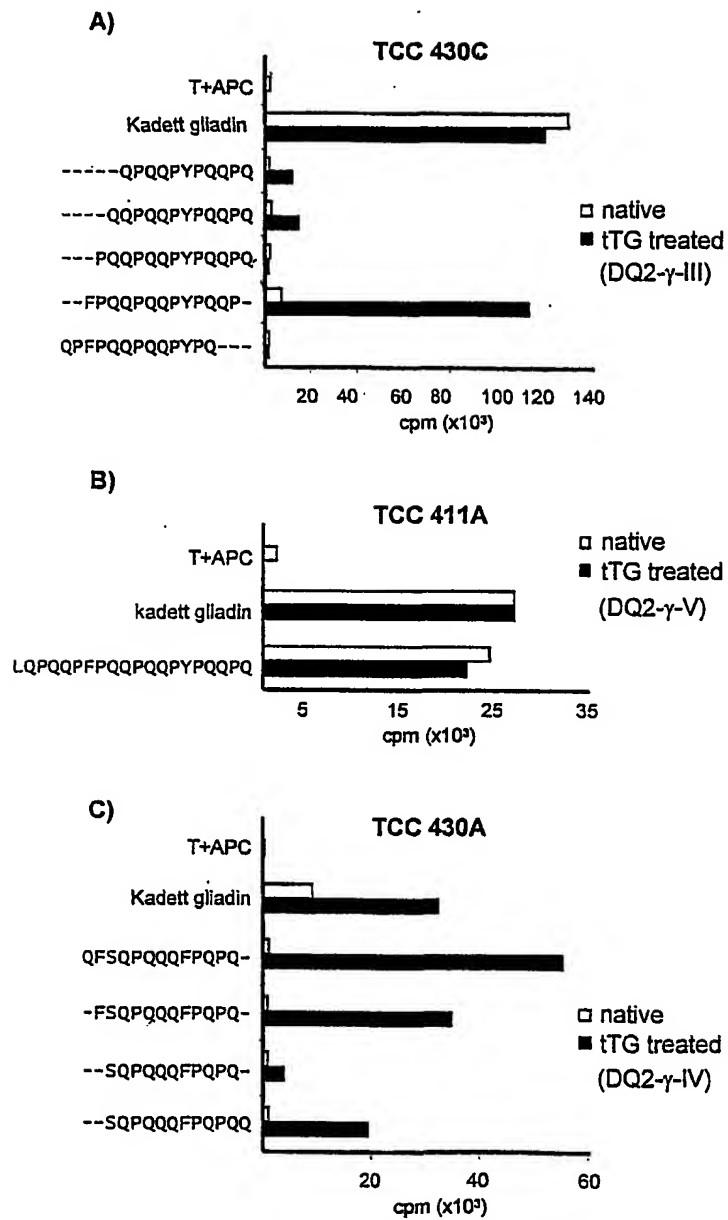 A)
TCC 430C
T+APC
Kadett gliadin
-----QPQQPYPQQPQ
----QQPQQPYPQQPQ
---PQQPQQPYPQQPQ
--FPQQPQQPYPQQP-
QPFPQQPQQPYPQ---
□ native
■ tTG treated
(DQ2-γ-III)
20 40 60 80 100 120 140
cpm (x10³)
B)
TCC 411A
T+APC
kadett gliadin
LQPQQPFPQQPQQPYPQQPQ
□ native
■ tTG treated
(DQ2-γ-V)
5 15 25 35
cpm (x10³)
C)
TCC 430A
T+APC
Kadett gliadin
QFSQPQQQFPQPQ-
-FSQPQQQFPQPQ-
--SQPQQQFPQPQ-
--SQPQQQFPQPQQ
□ native
■ tTG treated
(DQ2-γ-IV)
20 40 60
cpm (x10³)